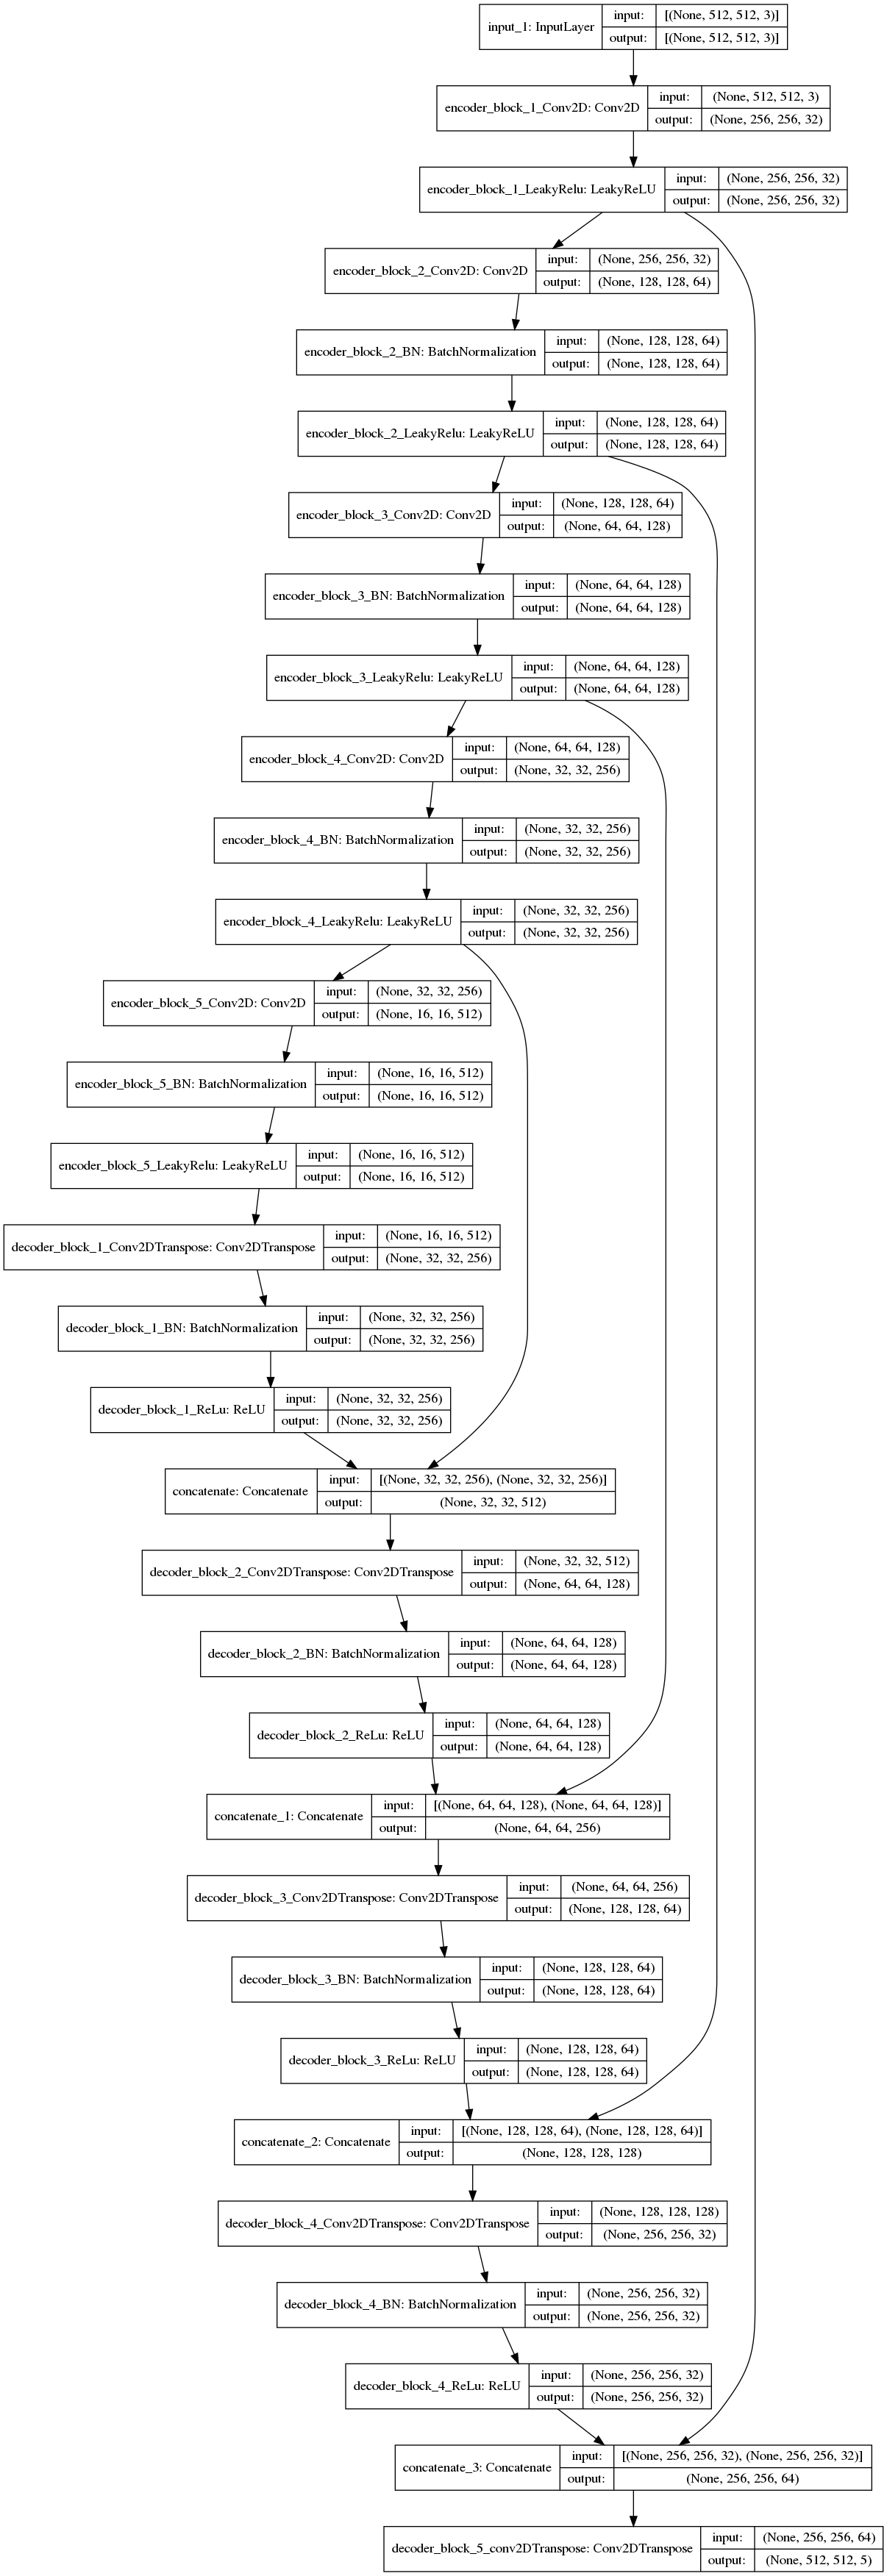 input_1: InputLayer
input: [(None, 512, 512, 3)]
output: [(None, 512, 512, 3)]
encoder_block_1_Conv2D: Conv2D
input: (None, 512, 512, 3)
output: (None, 256, 256, 32)
encoder_block_1_LeakyRelu: LeakyReLU
input: (None, 256, 256, 32)
output: (None, 256, 256, 32)
encoder_block_2_Conv2D: Conv2D
input: (None, 256, 256, 32)
output: (None, 128, 128, 64)
encoder_block_2_BN: BatchNormalization
input: (None, 128, 128, 64)
output: (None, 128, 128, 64)
encoder_block_2_LeakyRelu: LeakyReLU
input: (None, 128, 128, 64)
output: (None, 128, 128, 64)
encoder_block_3_Conv2D: Conv2D
input: (None, 128, 128, 64)
output: (None, 64, 64, 128)
encoder_block_3_BN: BatchNormalization
input: (None, 64, 64, 128)
output: (None, 64, 64, 128)
encoder_block_3_LeakyRelu: LeakyReLU
input: (None, 64, 64, 128)
output: (None, 64, 64, 128)
encoder_block_4_Conv2D: Conv2D
input: (None, 64, 64, 128)
output: (None, 32, 32, 256)
encoder_block_4_BN: BatchNormalization
input: (None, 32, 32, 256)
output: (None, 32, 32, 256)
encoder_block_4_LeakyRelu: LeakyReLU
input: (None, 32, 32, 256)
output: (None, 32, 32, 256)
encoder_block_5_Conv2D: Conv2D
input: (None, 32, 32, 256)
output: (None, 16, 16, 512)
encoder_block_5_BN: BatchNormalization
input: (None, 16, 16, 512)
output: (None, 16, 16, 512)
encoder_block_5_LeakyRelu: LeakyReLU
input: (None, 16, 16, 512)
output: (None, 16, 16, 512)
decoder_block_1_Conv2DTranspose: Conv2DTranspose
input: (None, 16, 16, 512)
output: (None, 32, 32, 256)
decoder_block_1_BN: BatchNormalization
input: (None, 32, 32, 256)
output: (None, 32, 32, 256)
decoder_block_1_ReLu: ReLU
input: (None, 32, 32, 256)
output: (None, 32, 32, 256)
concatenate: Concatenate
input: [(None, 32, 32, 256), (None, 32, 32, 256)]
output: (None, 32, 32, 512)
decoder_block_2_Conv2DTranspose: Conv2DTranspose
input: (None, 32, 32, 512)
output: (None, 64, 64, 128)
decoder_block_2_BN: BatchNormalization
input: (None, 64, 64, 128)
output: (None, 64, 64, 128)
decoder_block_2_ReLu: ReLU
input: (None, 64, 64, 128)
output: (None, 64, 64, 128)
concatenate_1: Concatenate
input: [(None, 64, 64, 128), (None, 64, 64, 128)]
output: (None, 64, 64, 256)
decoder_block_3_Conv2DTranspose: Conv2DTranspose
input: (None, 64, 64, 256)
output: (None, 128, 128, 64)
decoder_block_3_BN: BatchNormalization
input: (None, 128, 128, 64)
output: (None, 128, 128, 64)
decoder_block_3_ReLu: ReLU
input: (None, 128, 128, 64)
output: (None, 128, 128, 64)
concatenate_2: Concatenate
input: [(None, 128, 128, 64), (None, 128, 128, 64)]
output: (None, 128, 128, 128)
decoder_block_4_Conv2DTranspose: Conv2DTranspose
input: (None, 128, 128, 128)
output: (None, 256, 256, 32)
decoder_block_4_BN: BatchNormalization
input: (None, 256, 256, 32)
output: (None, 256, 256, 32)
decoder_block_4_ReLu: ReLU
input: (None, 256, 256, 32)
output: (None, 256, 256, 32)
concatenate_3: Concatenate
input: [(None, 256, 256, 32), (None, 256, 256, 32)]
output: (None, 256, 256, 64)
decoder_block_5_conv2DTranspose: Conv2DTranspose
input: (None, 256, 256, 64)
output: (None, 512, 512, 5)